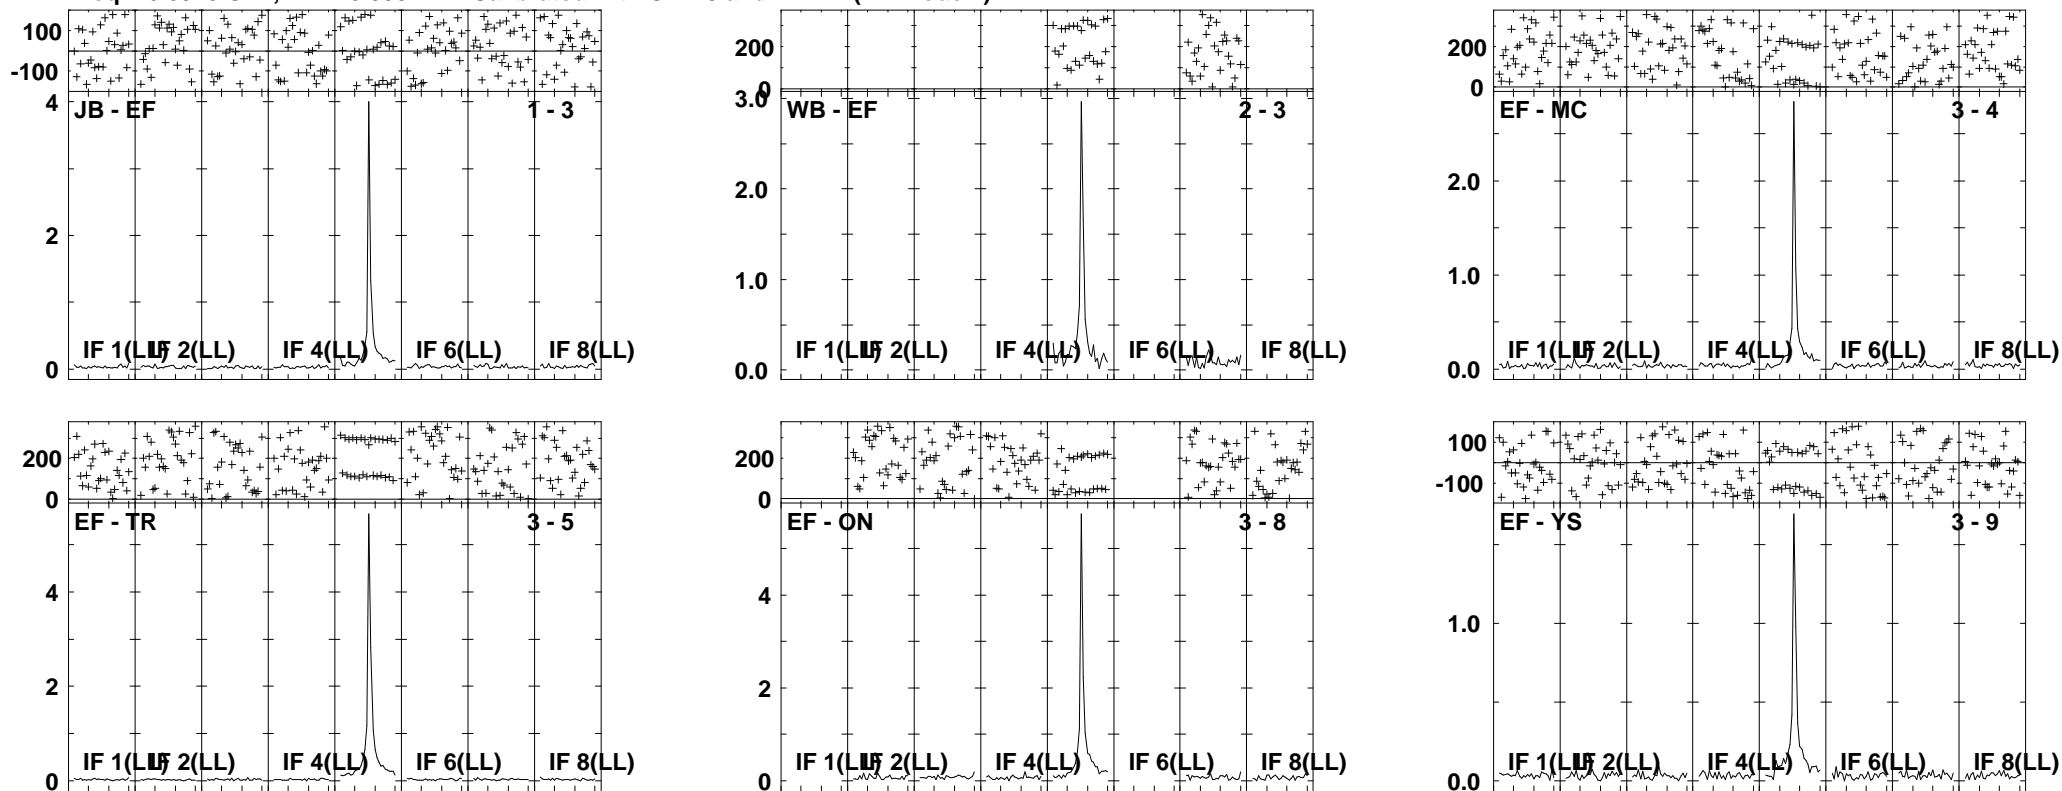 100
-100
JB - EF
1 - 3
4
2
0
IF 1(LL)
IF 2(LL)
IF 4(LL)
IF 6(LL)
IF 8(LL)
200
0
WB - EF
2 - 3
3.0
2.0
1.0
0.0
IF 1(LL)
IF 2(LL)
IF 4(LL)
IF 6(LL)
IF 8(LL)
200
0
EF - MC
3 - 4
2.0
1.0
0.0
IF 1(LL)
IF 2(LL)
IF 4(LL)
IF 6(LL)
IF 8(LL)
200
0
EF - TR
3 - 5
4
2
0
IF 1(LL)
IF 2(LL)
IF 4(LL)
IF 6(LL)
IF 8(LL)
200
0
EF - ON
3 - 8
4
2
0
IF 1(LL)
IF 2(LL)
IF 4(LL)
IF 6(LL)
IF 8(LL)
100
-100
EF - YS
3 - 9
1.0
0.0
IF 1(LL)
IF 2(LL)
IF 4(LL)
IF 6(LL)
IF 8(LL)